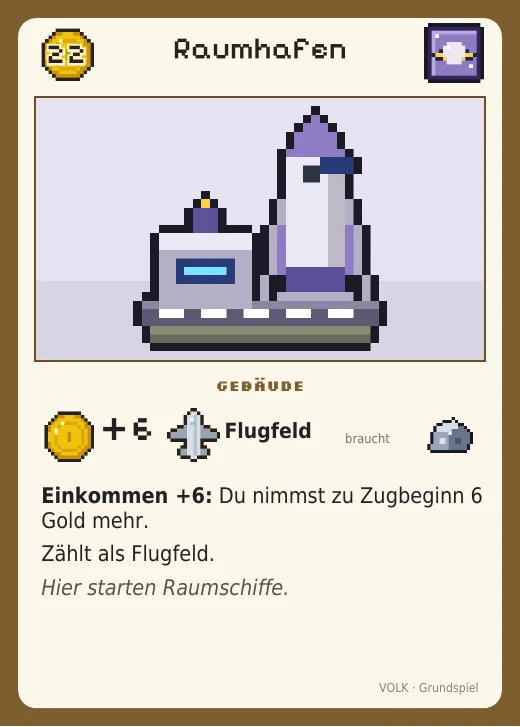 22
Raumhafen
GEBÄUDE
+6 Flugfeld braucht
Einkommen +6: Du nimmst zu Zugbeginn 6
Gold mehr.
Zählt als Flugfeld.
Hier starten Raumschiffe.
VOLK · Grundspiel